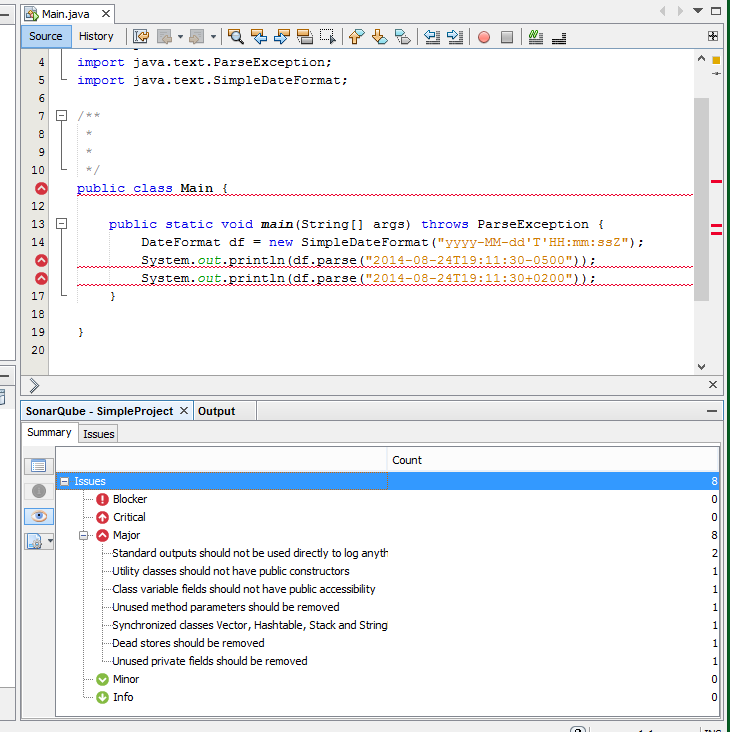 Main.java
Source
History
4 import java.text.ParseException;
5 import java.text.SimpleDateFormat;
6
7 /**
8 *
9 *
10 */
public class Main {
12
13 public static void main(String[] args) throws ParseException {
14 DateFormat df = new SimpleDateFormat("yyyy-MM-dd'T'HH:mm:ssZ");
System.out.println(df.parse("2014-08-24T19:11:30-0500"));
System.out.println(df.parse("2014-08-24T19:11:30+0200"));
17 }
18
19 }
20
SonarQube - SimpleProject
Output
Summary
Issues
Count
Issues 8
Blocker 0
Critical 0
Major 8
Standard outputs should not be used directly to log anyth 2
Utility classes should not have public constructors 1
Class variable fields should not have public accessibility 1
Unused method parameters should be removed 1
Synchronized classes Vector, Hashtable, Stack and String 1
Dead stores should be removed 1
Unused private fields should be removed 1
Minor 0
Info 0